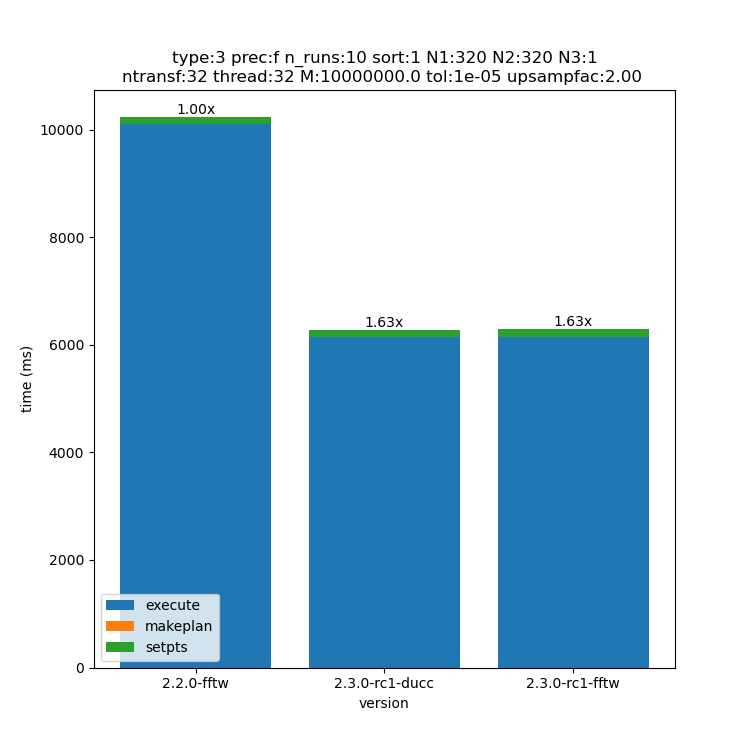 type:3 prec:f n_runs:10 sort:1 N1:320 N2:320 N3:1
ntransf:32 thread:32 M:10000000.0 tol:1e-05 upsampfac:2.00
1.00x
1.63x
1.63x
10000
8000
6000
4000
2000
0
time (ms)
execute
makeplan
setpts
2.2.0-fftw
2.3.0-rc1-ducc
2.3.0-rc1-fftw
version